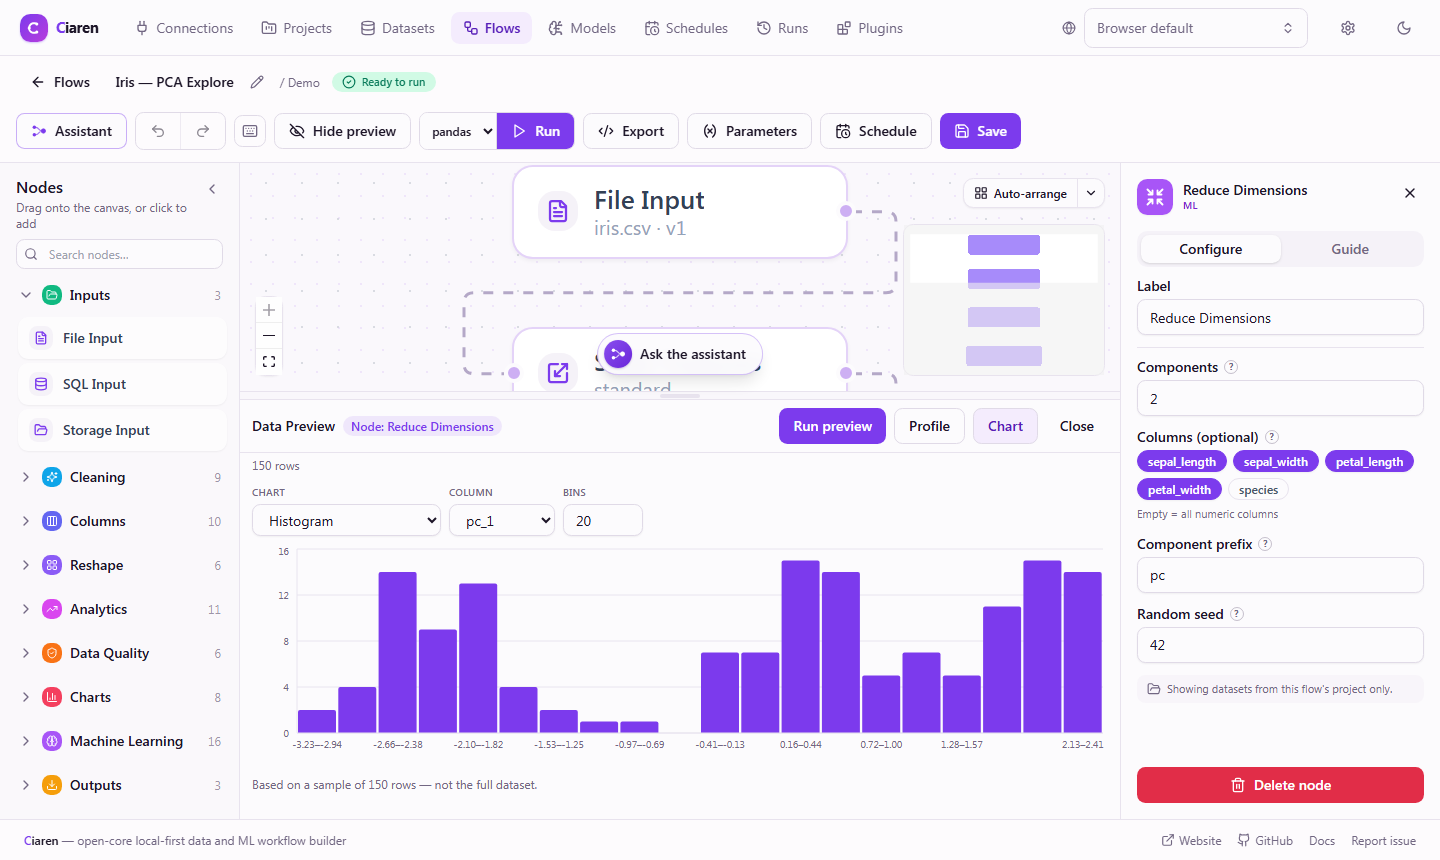 C Ciaren Connections Projects Datasets Flows Models Schedules Runs Plugins Browser default
Flows Iris — PCA Explore / Demo Ready to run
Assistant Hide preview pandas Run Export Parameters Schedule Save
Nodes
Drag onto the canvas, or click to
add
Search nodes...
Inputs 3
File Input
SQL Input
Storage Input
Cleaning 9
Columns 10
Reshape 6
Analytics 11
Data Quality 6
Charts 8
Machine Learning 16
Outputs 3
File Input
iris.csv · v1
Auto-arrange
Ask the assistant
standard
Data Preview Node: Reduce Dimensions Run preview Profile Chart Close
150 rows
CHART COLUMN BINS
Histogram pc_1 20
16
12
8
4
0
-3.23–-2.94 -2.66–-2.38 -2.10–-1.82 -1.53–-1.25 -0.97–-0.69 -0.41–-0.13 0.16–0.44 0.72–1.00 1.28–1.57 2.13–2.41
Based on a sample of 150 rows — not the full dataset.
Reduce Dimensions
ML
Configure Guide
Label
Reduce Dimensions
Components ?
2
Columns (optional) ?
sepal_length sepal_width petal_length
petal_width species
Empty = all numeric columns
Component prefix ?
pc
Random seed ?
42
Showing datasets from this flow's project only.
Delete node
Ciaren — open-core local-first data and ML workflow builder Website GitHub Docs Report issue